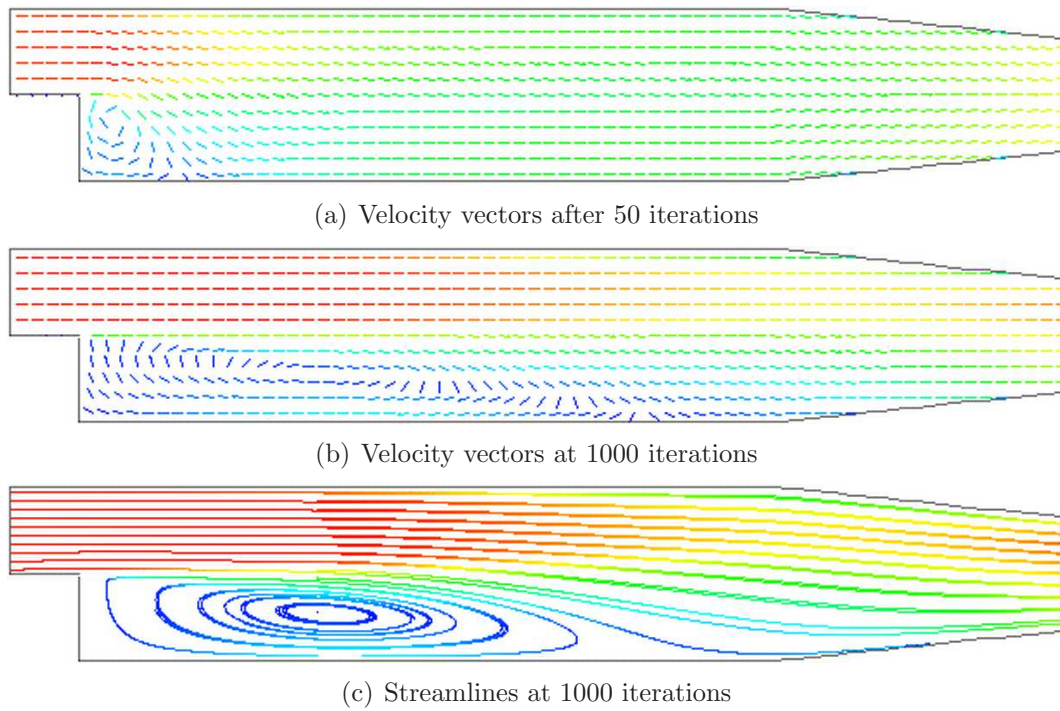 (a) Velocity vectors after 50 iterations
(b) Velocity vectors at 1000 iterations
(c) Streamlines at 1000 iterations